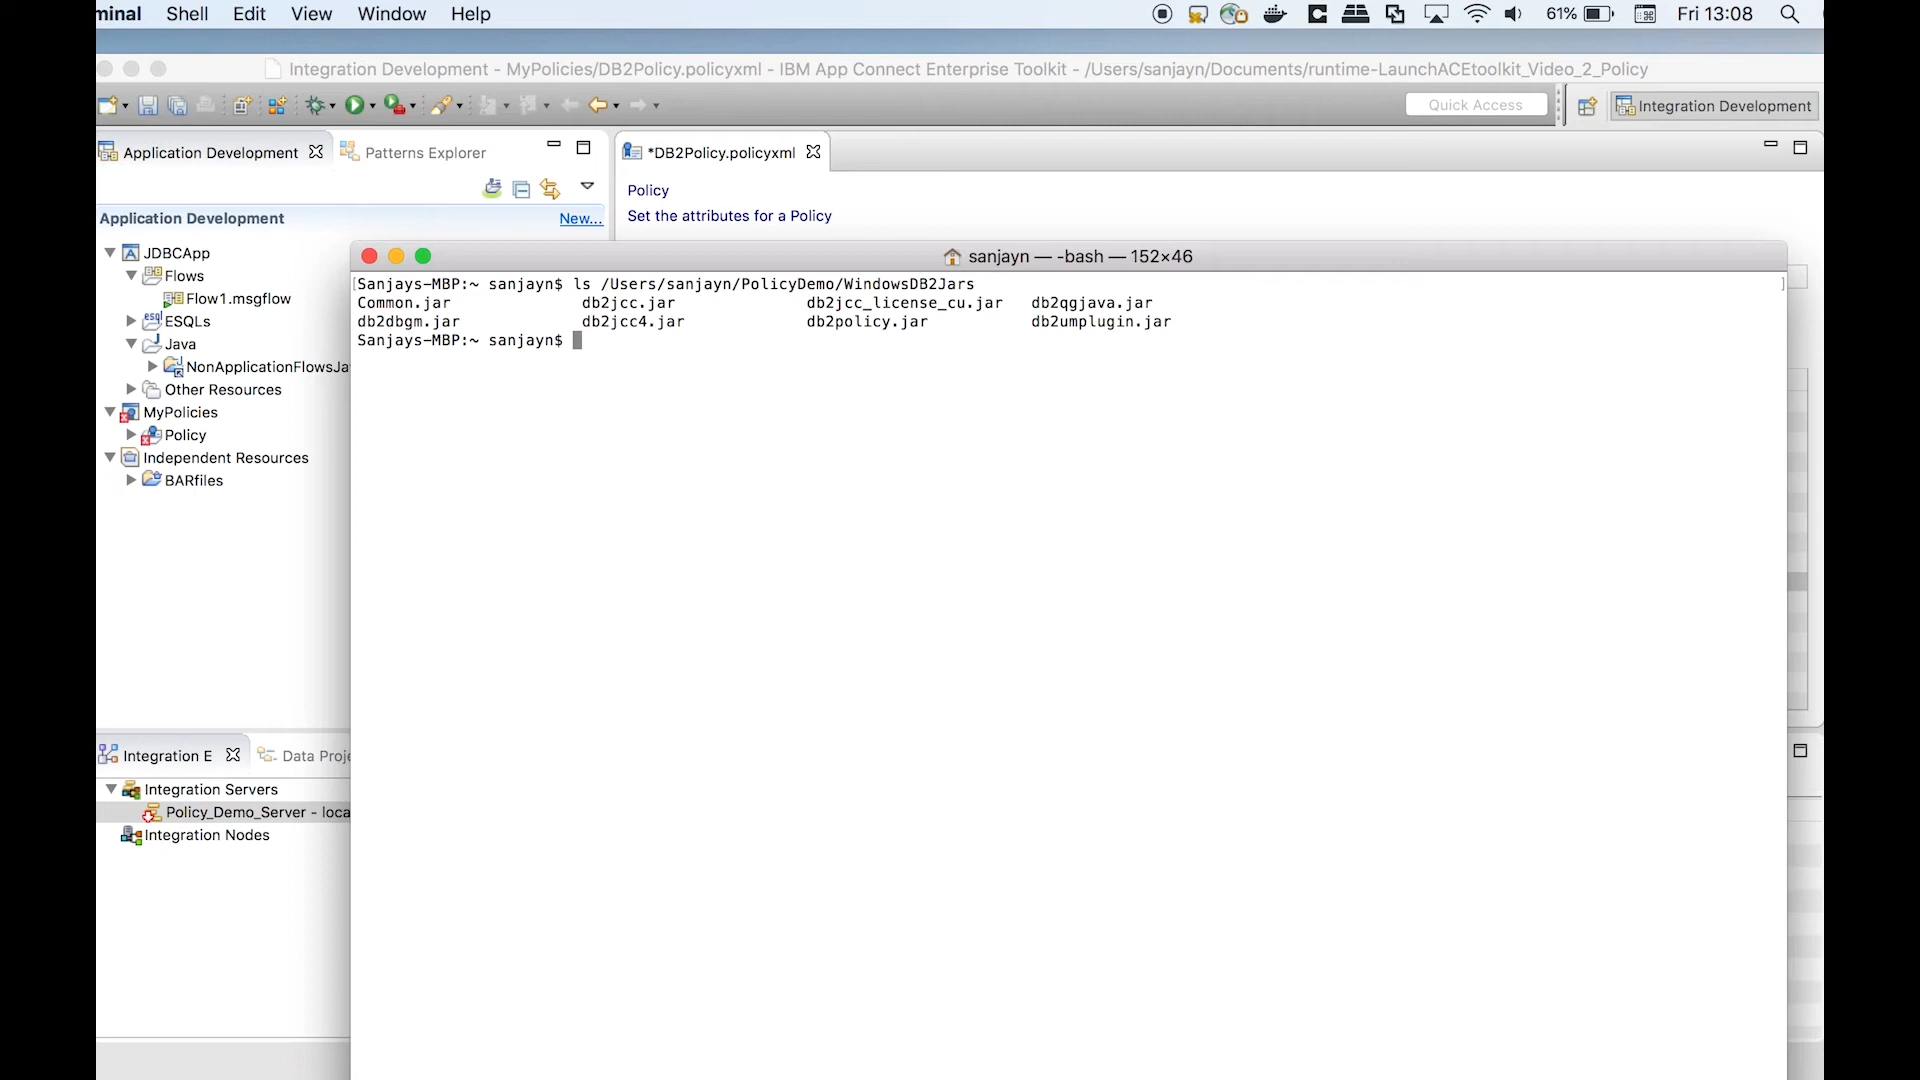 minal Shell Edit View Window Help 61% Fri 13:08
Integration Development - MyPolicies/DB2Policy.policyxml - IBM App Connect Enterprise Toolkit - /Users/sanjayn/Documents/runtime-LaunchACEtoolkit_Video_2_Policy
Quick Access Integration Development
Application Development Patterns Explorer
*DB2Policy.policyxml
Policy
Set the attributes for a Policy
Application Development New...
JDBCApp
Flows
Flow1.msgflow
ESQLs
Java
NonApplicationFlowsJa
Other Resources
MyPolicies
Policy
Independent Resources
BARfiles
sanjayn — -bash — 152×46
Sanjays-MBP:~ sanjayn$ ls /Users/sanjayn/PolicyDemo/WindowsDB2Jars
Common.jar db2jcc.jar db2jcc_license_cu.jar db2qgjava.jar
db2dbgm.jar db2jcc4.jar db2policy.jar db2umplugin.jar
Sanjays-MBP:~ sanjayn$
Integration E Data Proje
Integration Servers
Policy_Demo_Server - loca
Integration Nodes